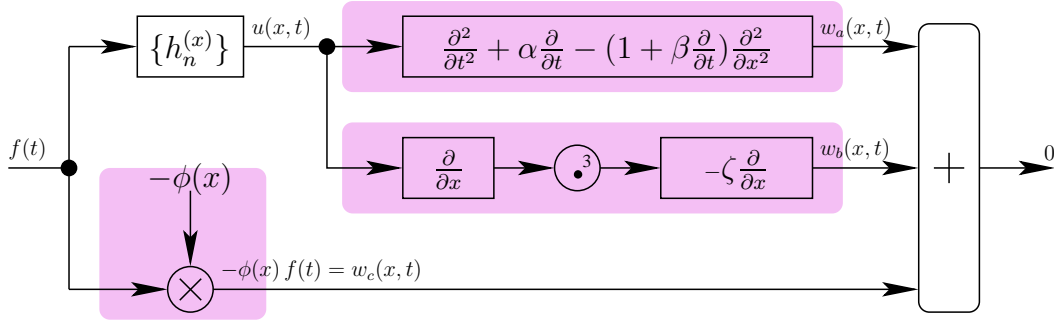 f(t)
{h_n^{(x)}}
u(x,t)
∂²/∂t² + α ∂/∂t − (1 + β ∂/∂t) ∂²/∂x²
w_a(x,t)
∂/∂x
•³
-ζ ∂/∂x
w_b(x,t)
+
0
−ϕ(x)
×
−ϕ(x) f(t) = w_c(x,t)